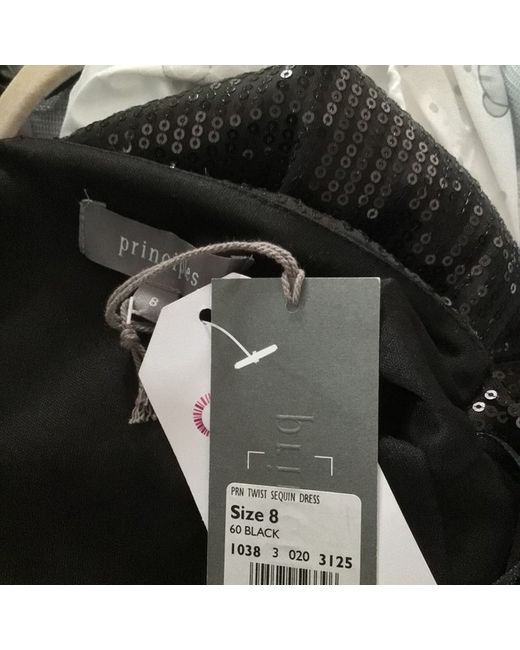 principles
8
PRN TWIST SEQUIN DRESS
Size 8
60 BLACK
1038 3 020 3125